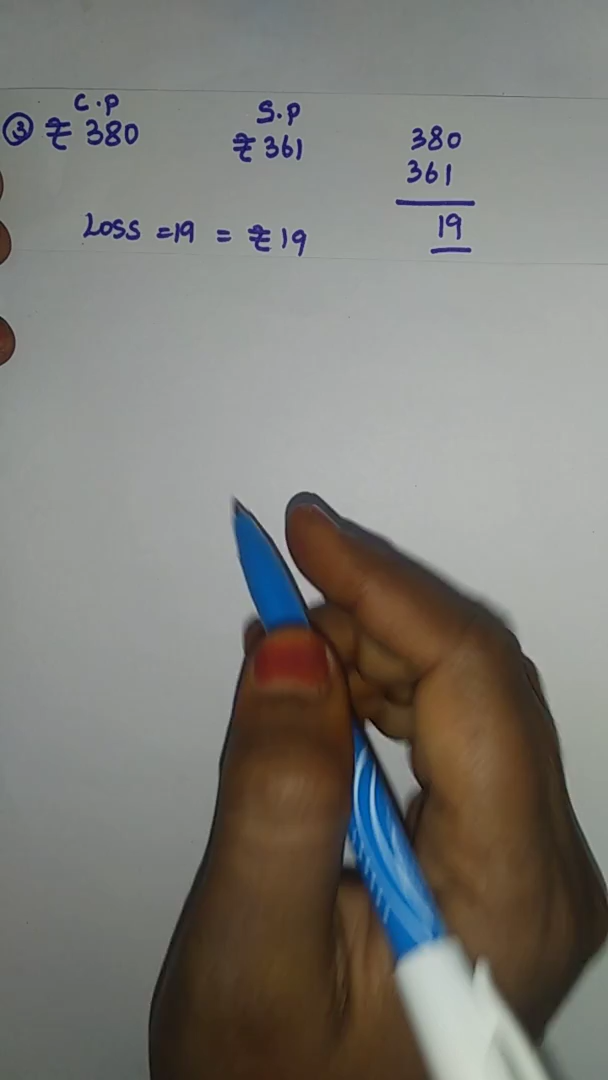 C.P
③ ₹ 380
S.P
₹ 361
Loss = 19 = ₹ 19
380
361
19